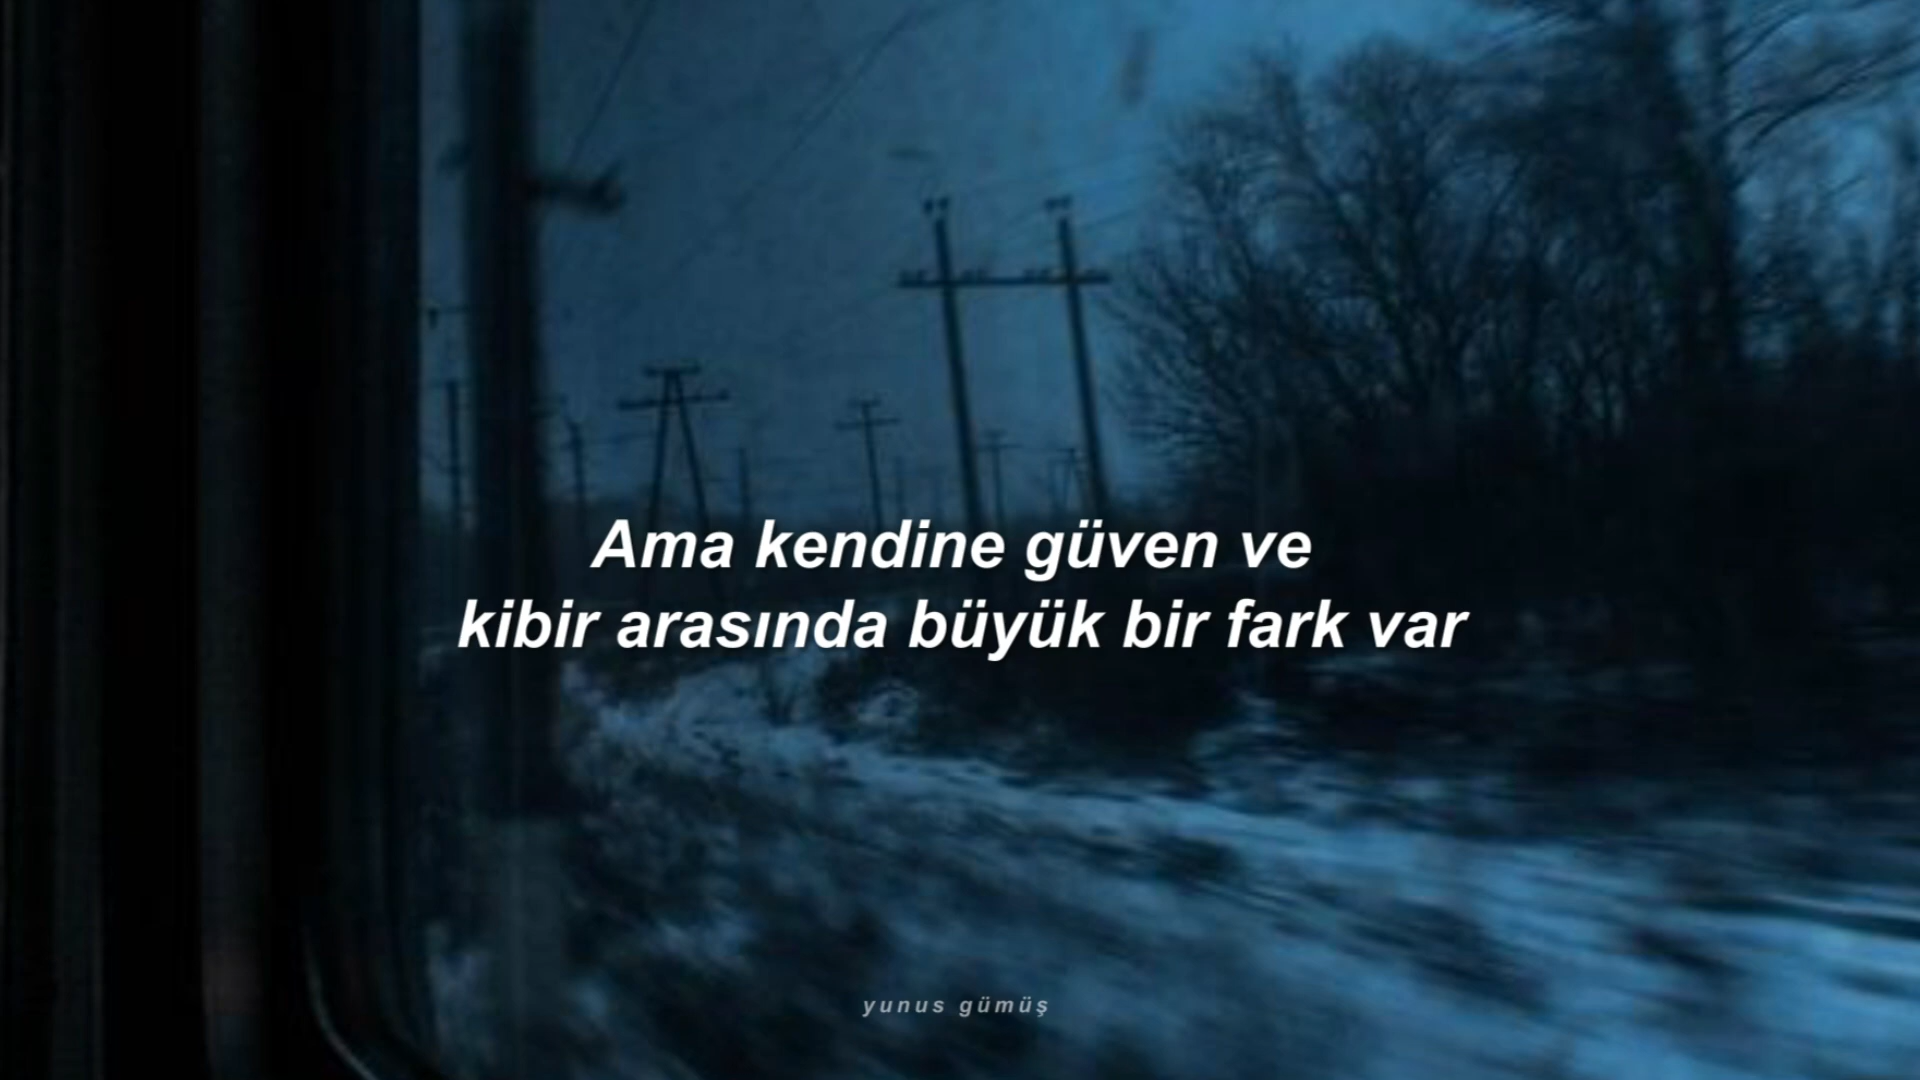 Ama kendine güven ve
kibir arasında büyük bir fark var
yunus gümüş